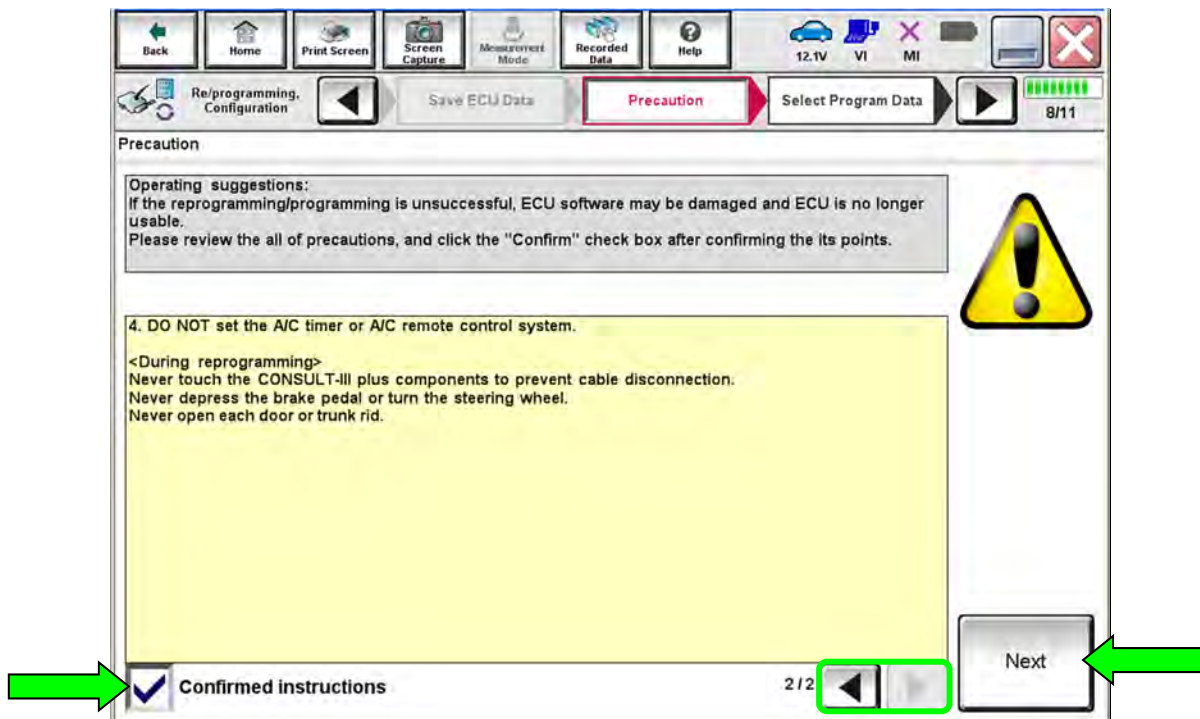 Back
Home
Print Screen
Screen
Capture
Measurement
Mode
Recorded
Data
Help
12.1V
VI
MI
Re/programming,
Configuration
Save ECU Data
Precaution
Select Program Data
8/11
Precaution
Operating suggestions:
If the reprogramming/programming is unsuccessful, ECU software may be damaged and ECU is no longer
usable.
Please review the all of precautions, and click the "Confirm" check box after confirming the its points.
4. DO NOT set the A/C timer or A/C remote control system.
<During reprogramming>
Never touch the CONSULT-III plus components to prevent cable disconnection.
Never depress the brake pedal or turn the steering wheel.
Never open each door or trunk rid.
Confirmed instructions
2/2
Next